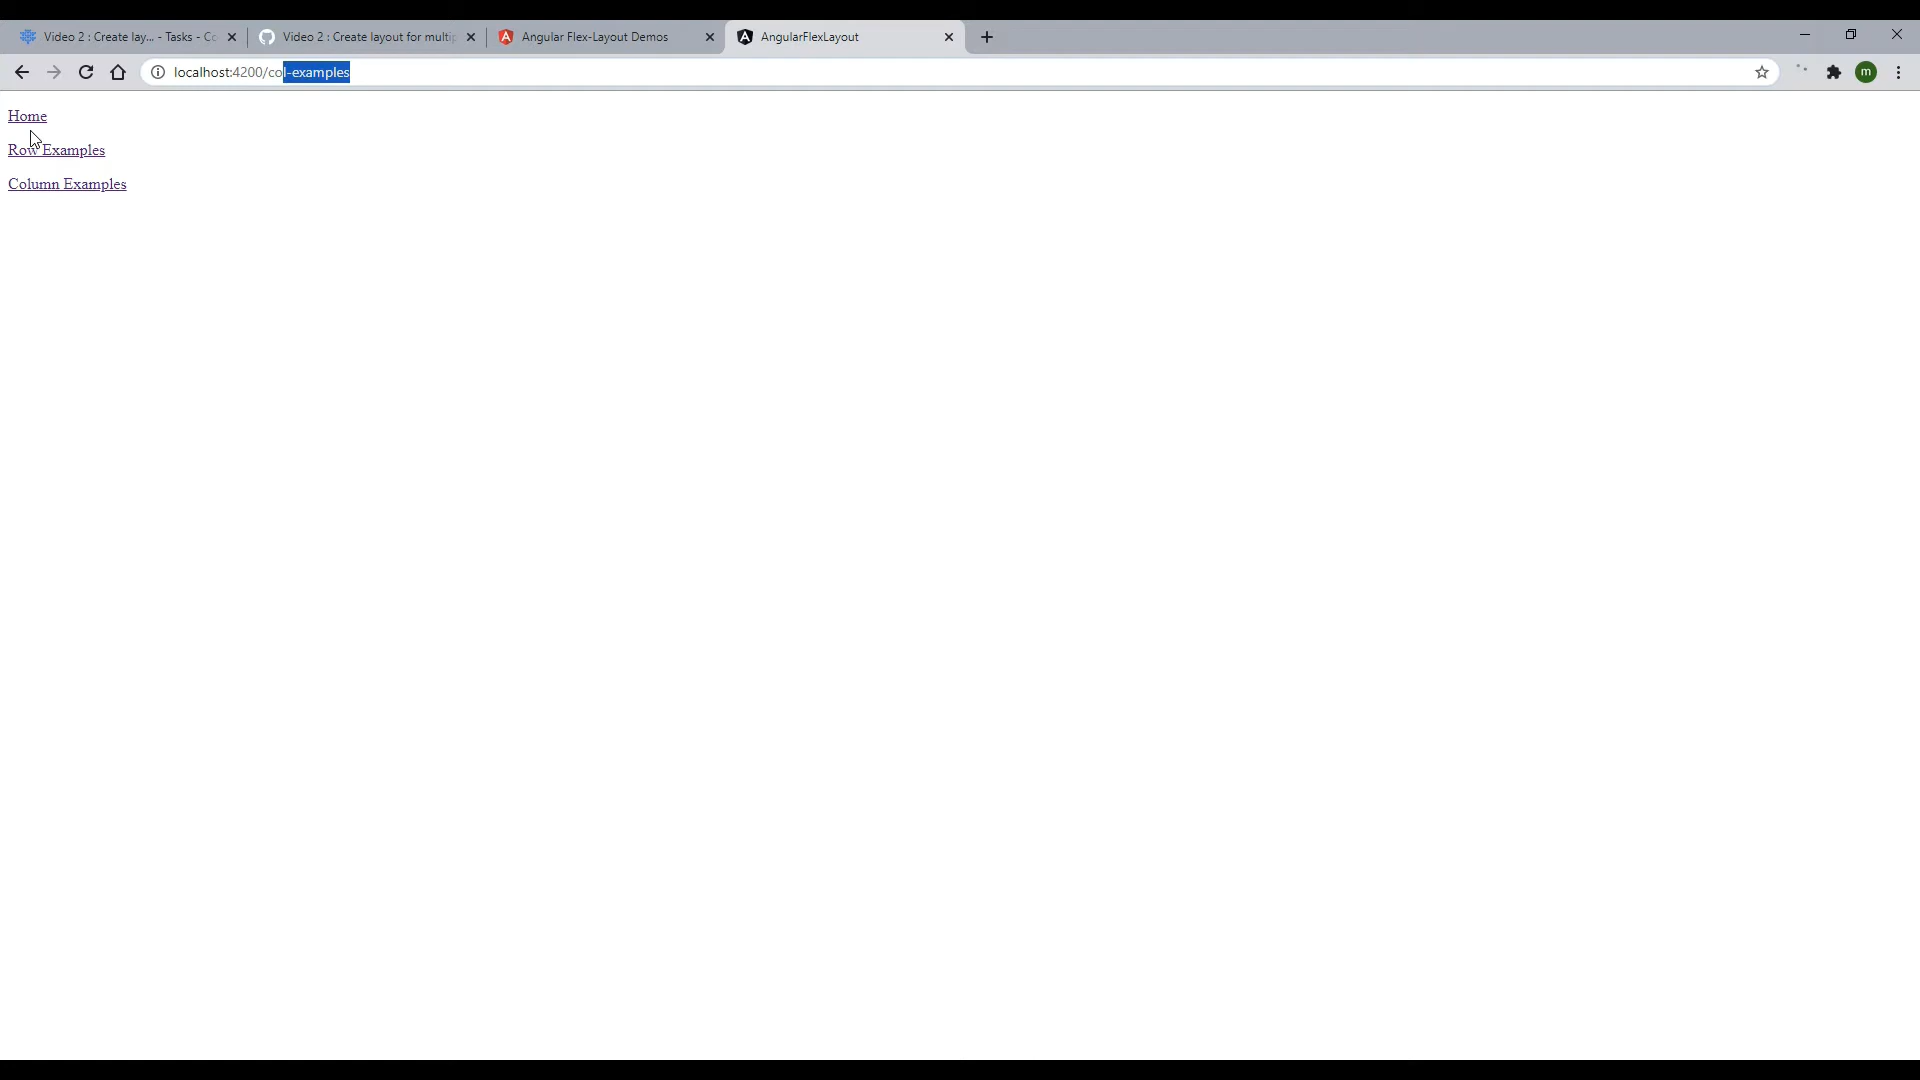 Video 2 : Create lay... - Tasks - Co
Video 2 : Create layout for multip
Angular Flex-Layout Demos
AngularFlexLayout
localhost:4200/col-examples
m
Home
Row Examples
Column Examples